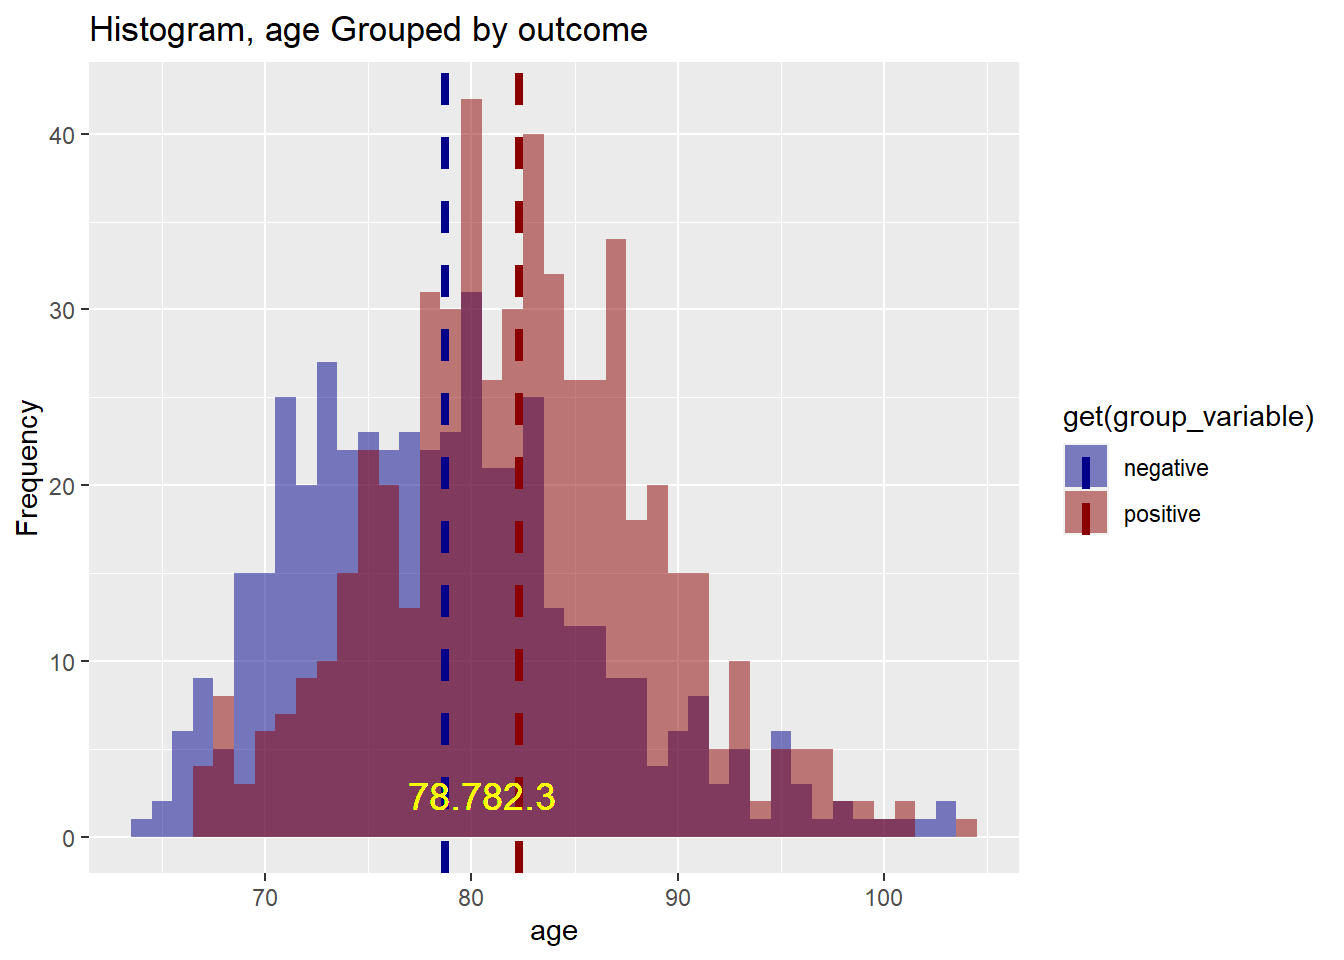 Histogram, age Grouped by outcome
Frequency
40
30
20
10
0
78.782.3
70 80 90 100
age
get(group_variable)
negative
positive